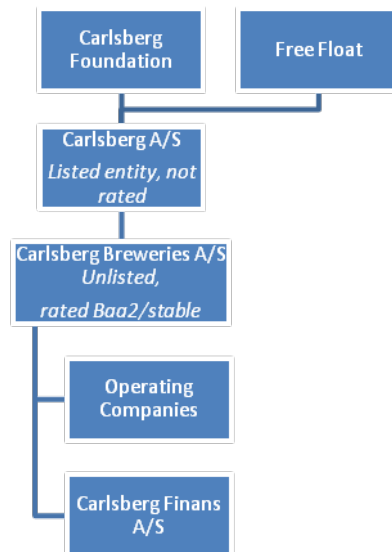 Carlsberg
Foundation
Free Float
Carlsberg A/S
Listed entity, not
rated
Carlsberg Breweries A/S
Unlisted,
rated Baa2/stable
Operating
Companies
Carlsberg Finans
A/S